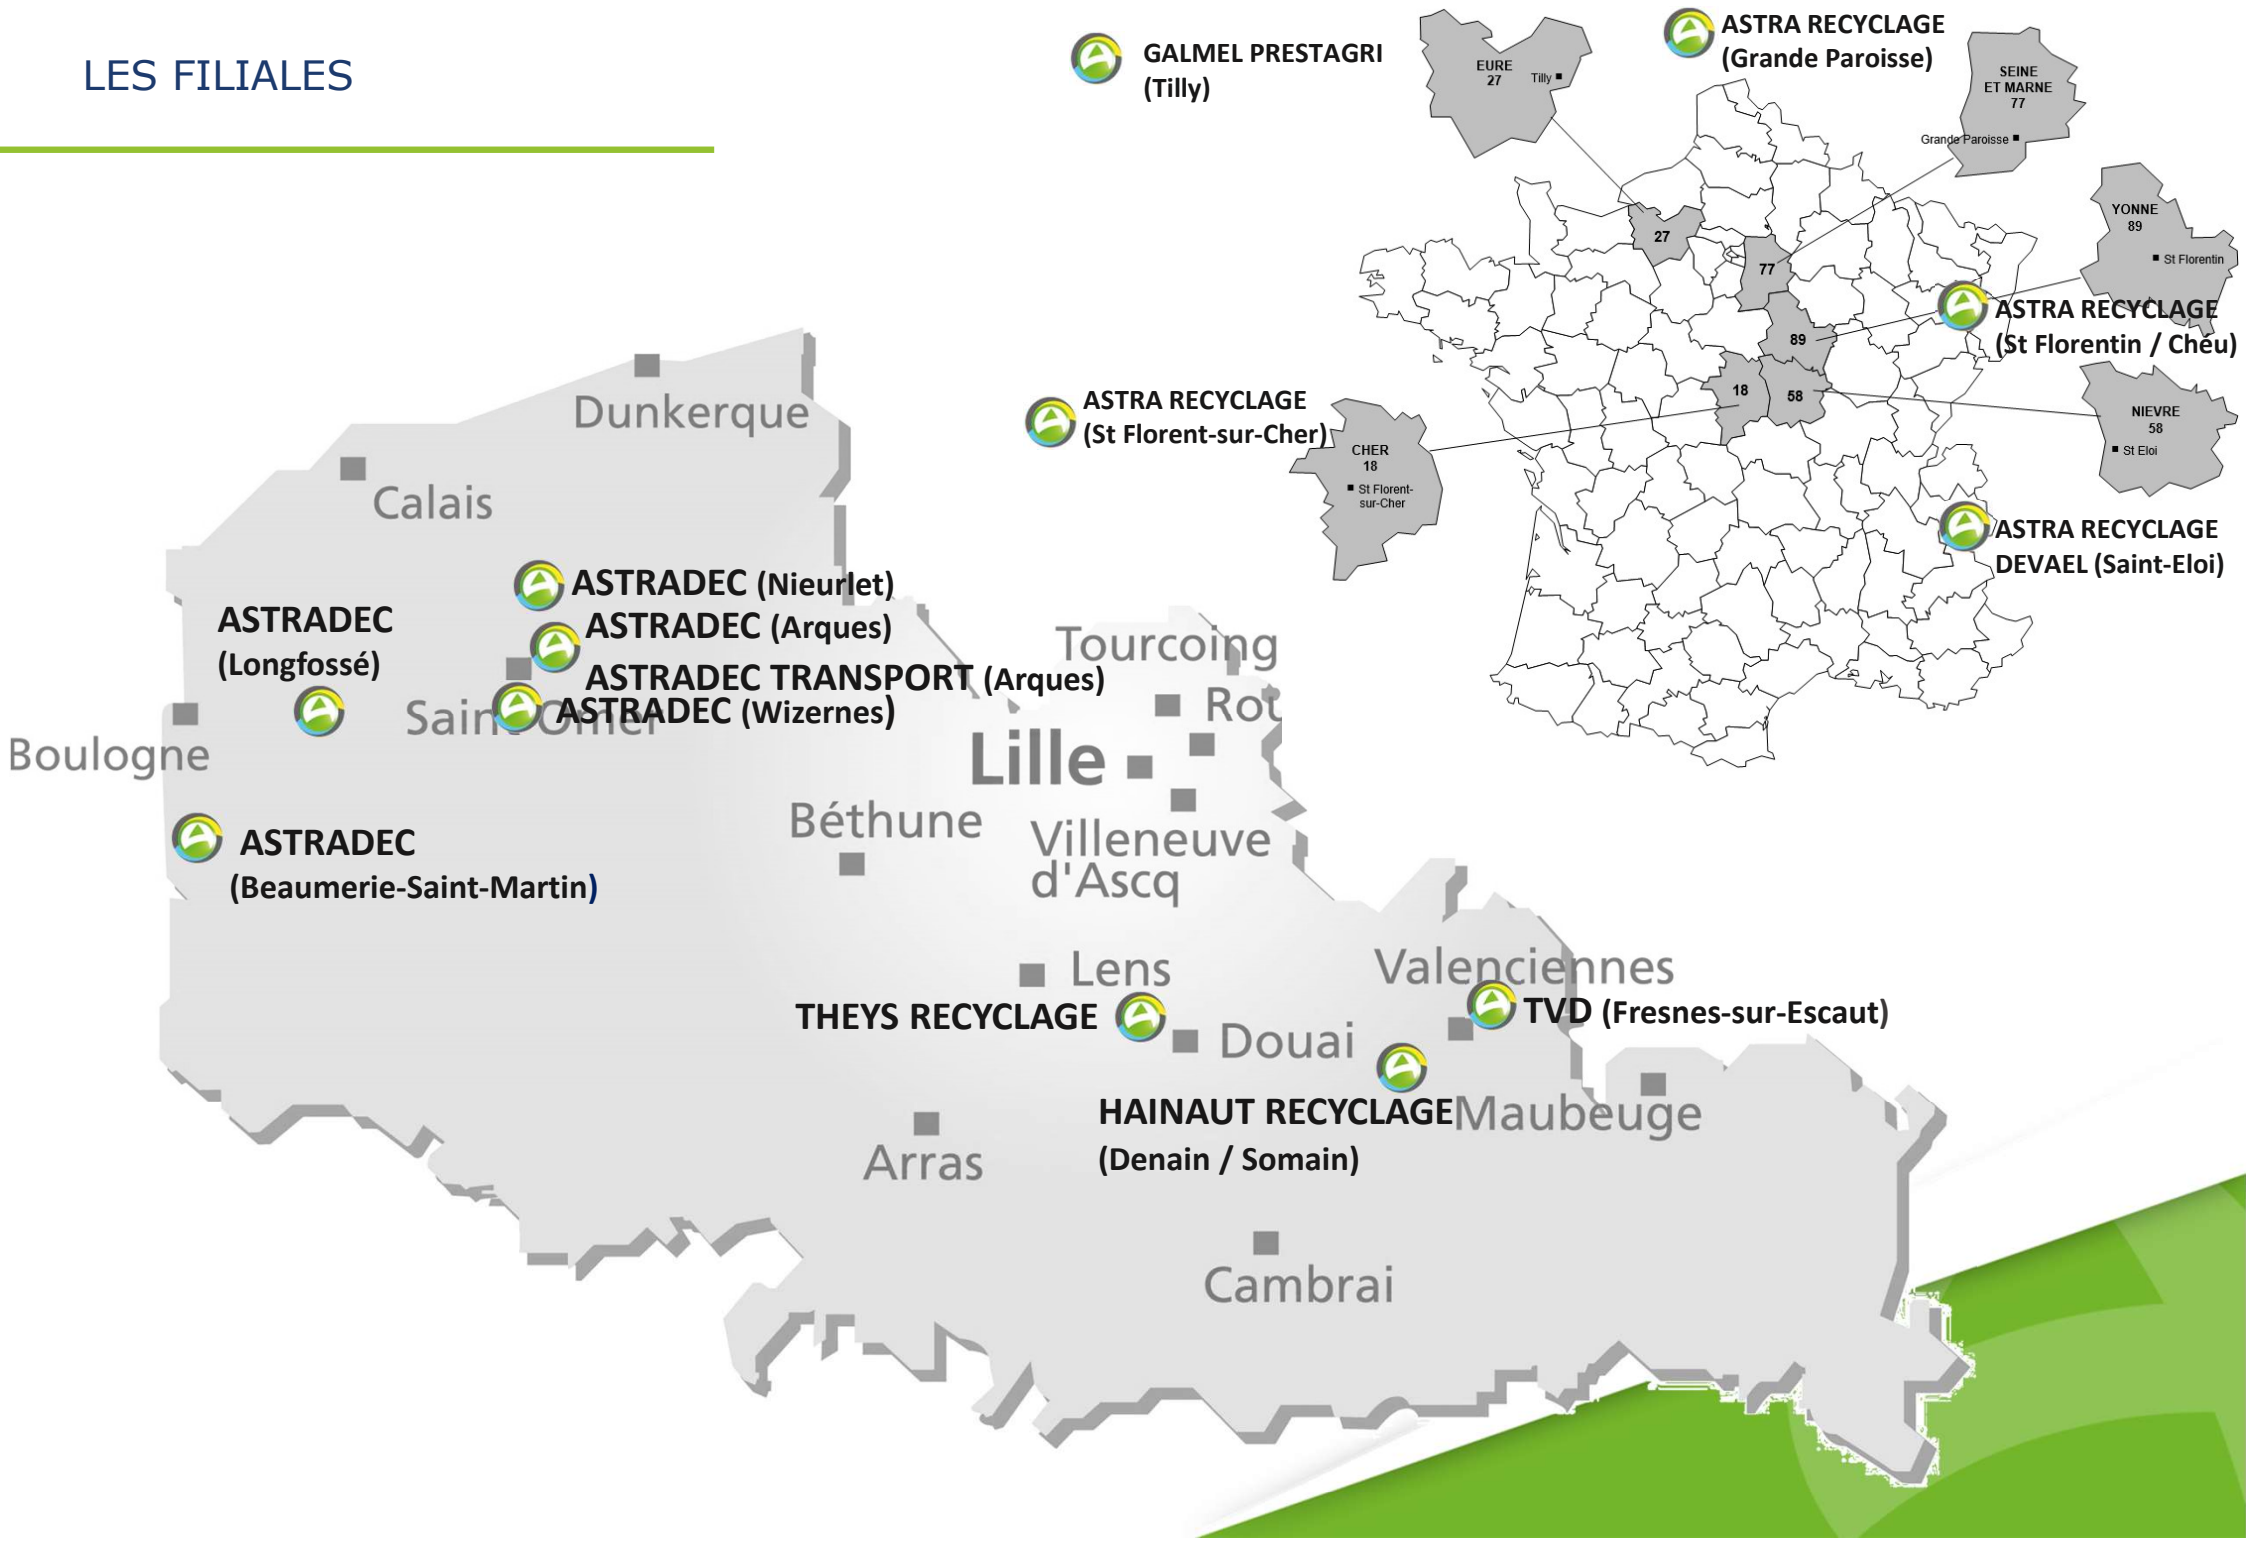 LES FILIALES
GALMEL PRESTAGRI
(Tilly)
EURE
27
Tilly
ASTRA RECYCLAGE
(Grande Paroisse)
SEINE
ET MARNE
77
Grande Paroisse
YONNE
89
St Florentin
27
77
89
18
58
ASTRA RECYCLAGE
(St Florentin / Chéu)
ASTRA RECYCLAGE
(St Florent-sur-Cher)
CHER
18
St Florent-
sur-Cher
NIEVRE
58
St Eloi
ASTRA RECYCLAGE
DEVAEL (Saint-Eloi)
Dunkerque
Calais
ASTRADEC (Nieurlet)
ASTRADEC (Arques)
ASTRADEC TRANSPORT (Arques)
ASTRADEC (Wizernes)
ASTRADEC
(Longfossé)
Saint-Omer
Boulogne
ASTRADEC
(Beaumerie-Saint-Martin)
Tourcoing
Rou
Lille
Béthune
Villeneuve
d'Ascq
Lens
Valenciennes
THEYS RECYCLAGE
TVD (Fresnes-sur-Escaut)
Douai
HAINAUT RECYCLAGE
(Denain / Somain)
Maubeuge
Arras
Cambrai